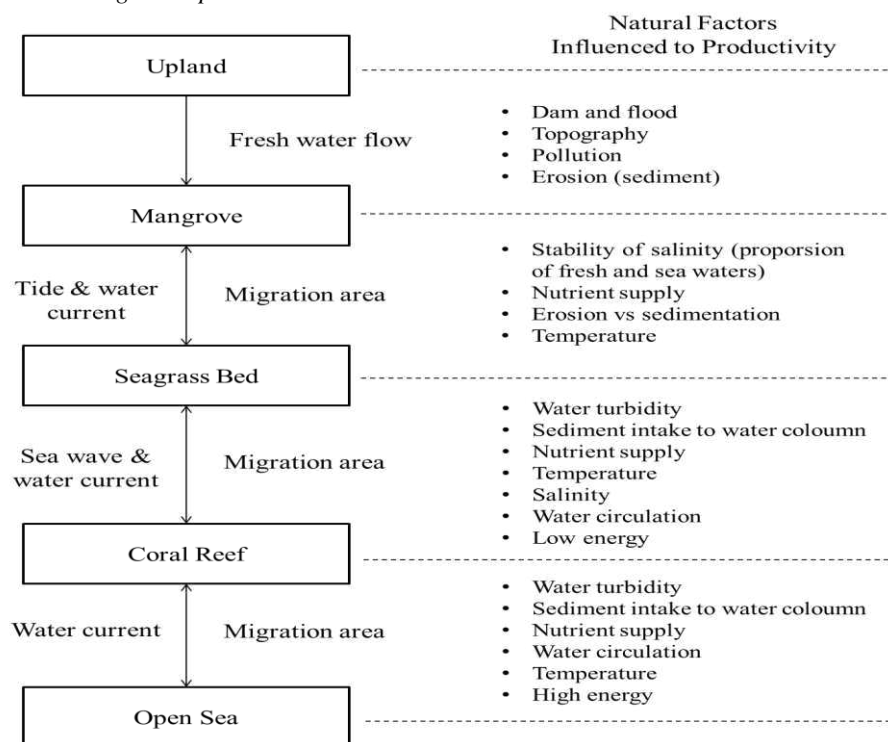 Natural Factors
Influenced to Productivity
Upland
Fresh water flow
• Dam and flood
• Topography
• Pollution
• Erosion (sediment)
Mangrove
Tide & water
current
Migration area
• Stability of salinity (proporsion
of fresh and sea waters)
• Nutrient supply
• Erosion vs sedimentation
• Temperature
Seagrass Bed
Sea wave &
water current
Migration area
• Water turbidity
• Sediment intake to water coloumn
• Nutrient supply
• Temperature
• Salinity
• Water circulation
• Low energy
Coral Reef
Water current
Migration area
• Water turbidity
• Sediment intake to water coloumn
• Nutrient supply
• Water circulation
• Temperature
• High energy
Open Sea